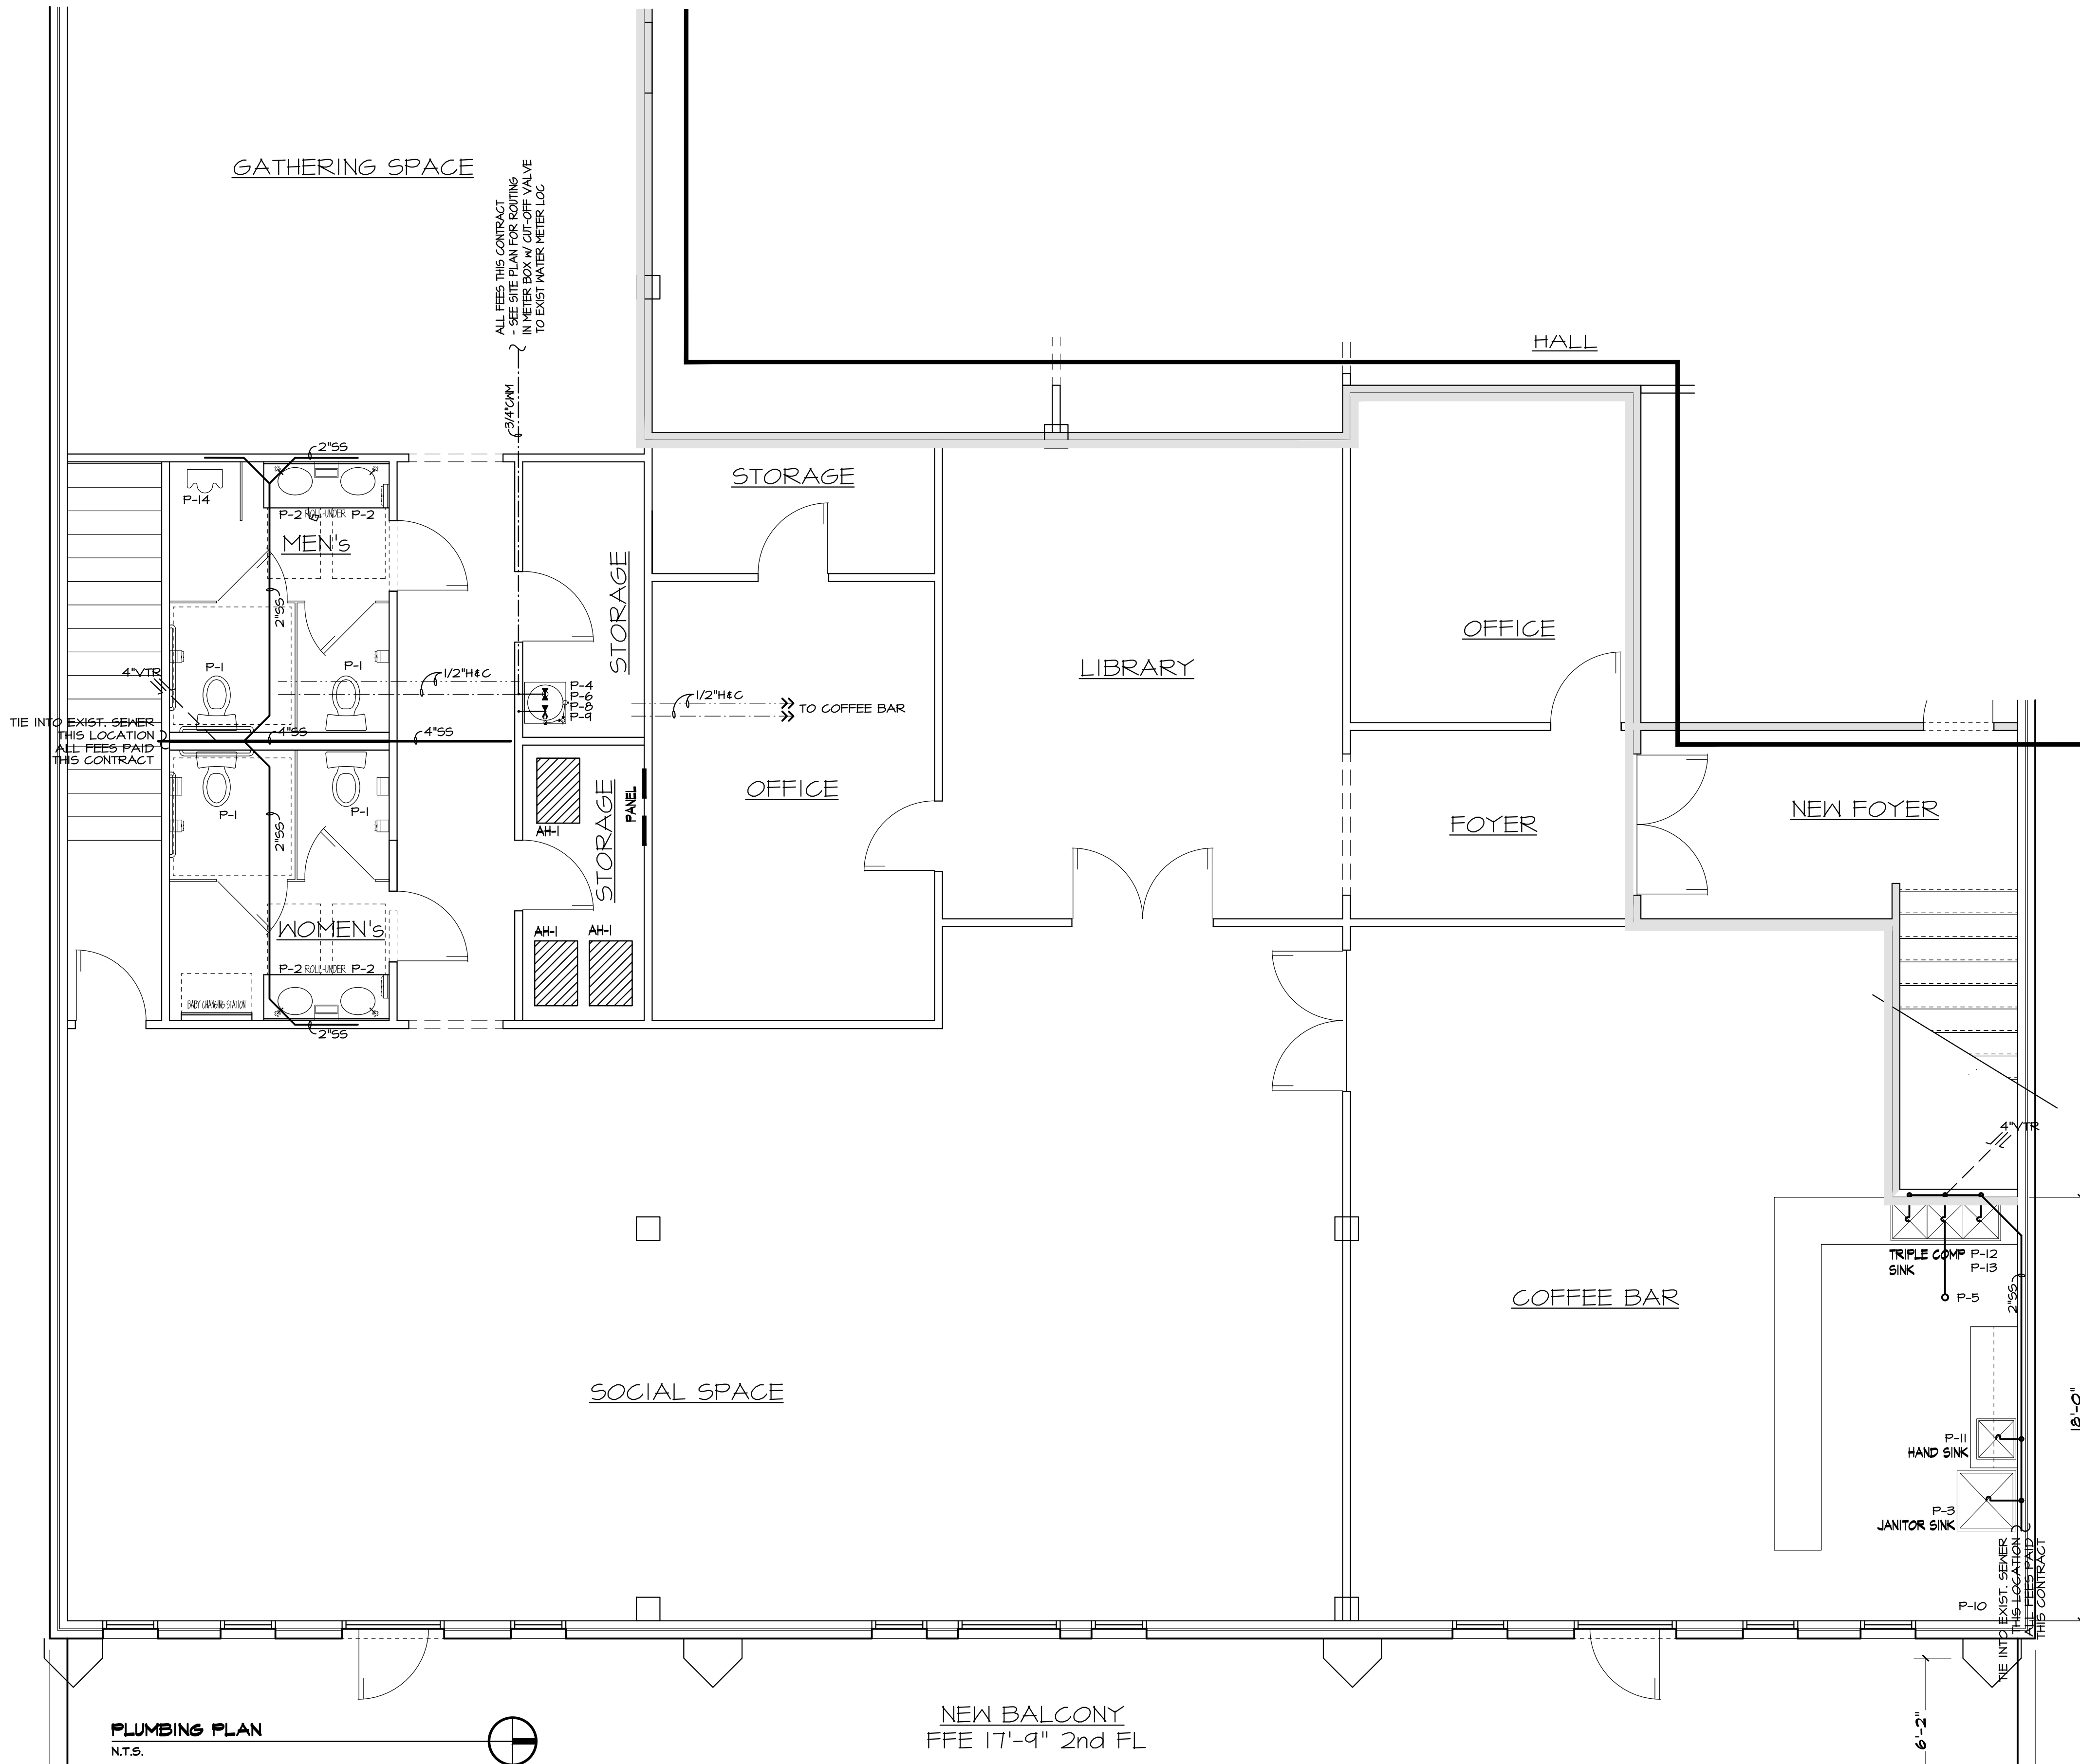 GATHERING SPACE
ALL FEES THIS CONTRACT
- SEE SITE PLAN FOR ROUTING
IN METER BOX W/ CUT-OFF VALVE
TO EXIST WATER METER LOC
3/4"CWM
HALL
2"SS
P-14
P-2 ROLL-UNDER P-2
MEN's
2"SS
STORAGE
STORAGE
OFFICE
LIBRARY
4"VTR
P-1
P-1
1/2"H&C
P-4
P-6
P-8
P-9
1/2"H&C
TO COFFEE BAR
TIE INTO EXIST. SEWER
THIS LOCATION
ALL FEES PAID
THIS CONTRACT
4"SS
4"SS
P-1
P-1
2"SS
AH-1
STORAGE
PANEL
OFFICE
FOYER
NEW FOYER
WOMEN's
AH-1
AH-1
P-2 ROLL-UNDER P-2
BABY CHANGING STATION
2"SS
4"VTR
TRIPLE COMP
SINK
P-12
P-13
P-5
2"SS
COFFEE BAR
SOCIAL SPACE
18'-0"
P-11
HAND SINK
P-3
JANITOR SINK
TIE INTO EXIST. SEWER
THIS LOCATION
ALL FEES PAID
THIS CONTRACT
P-10
NEW BALCONY
FFE 17'-9" 2nd FL
6'-2"
PLUMBING PLAN
N.T.S.